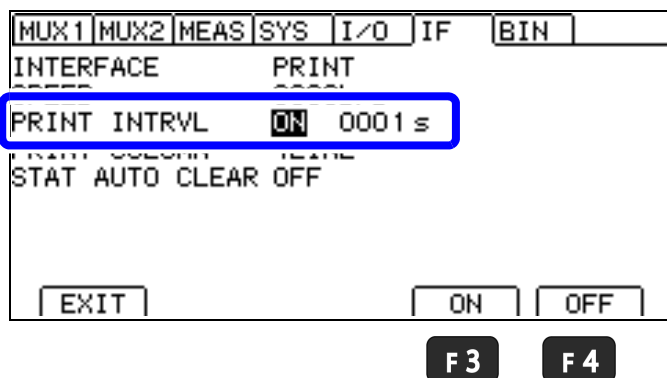 MUX1 MUX2 MEAS SYS I/O IF BIN
INTERFACE PRINT
PRINT INTRVL ON 0001 s
STAT AUTO CLEAR OFF
EXIT ON OFF
F3 F4